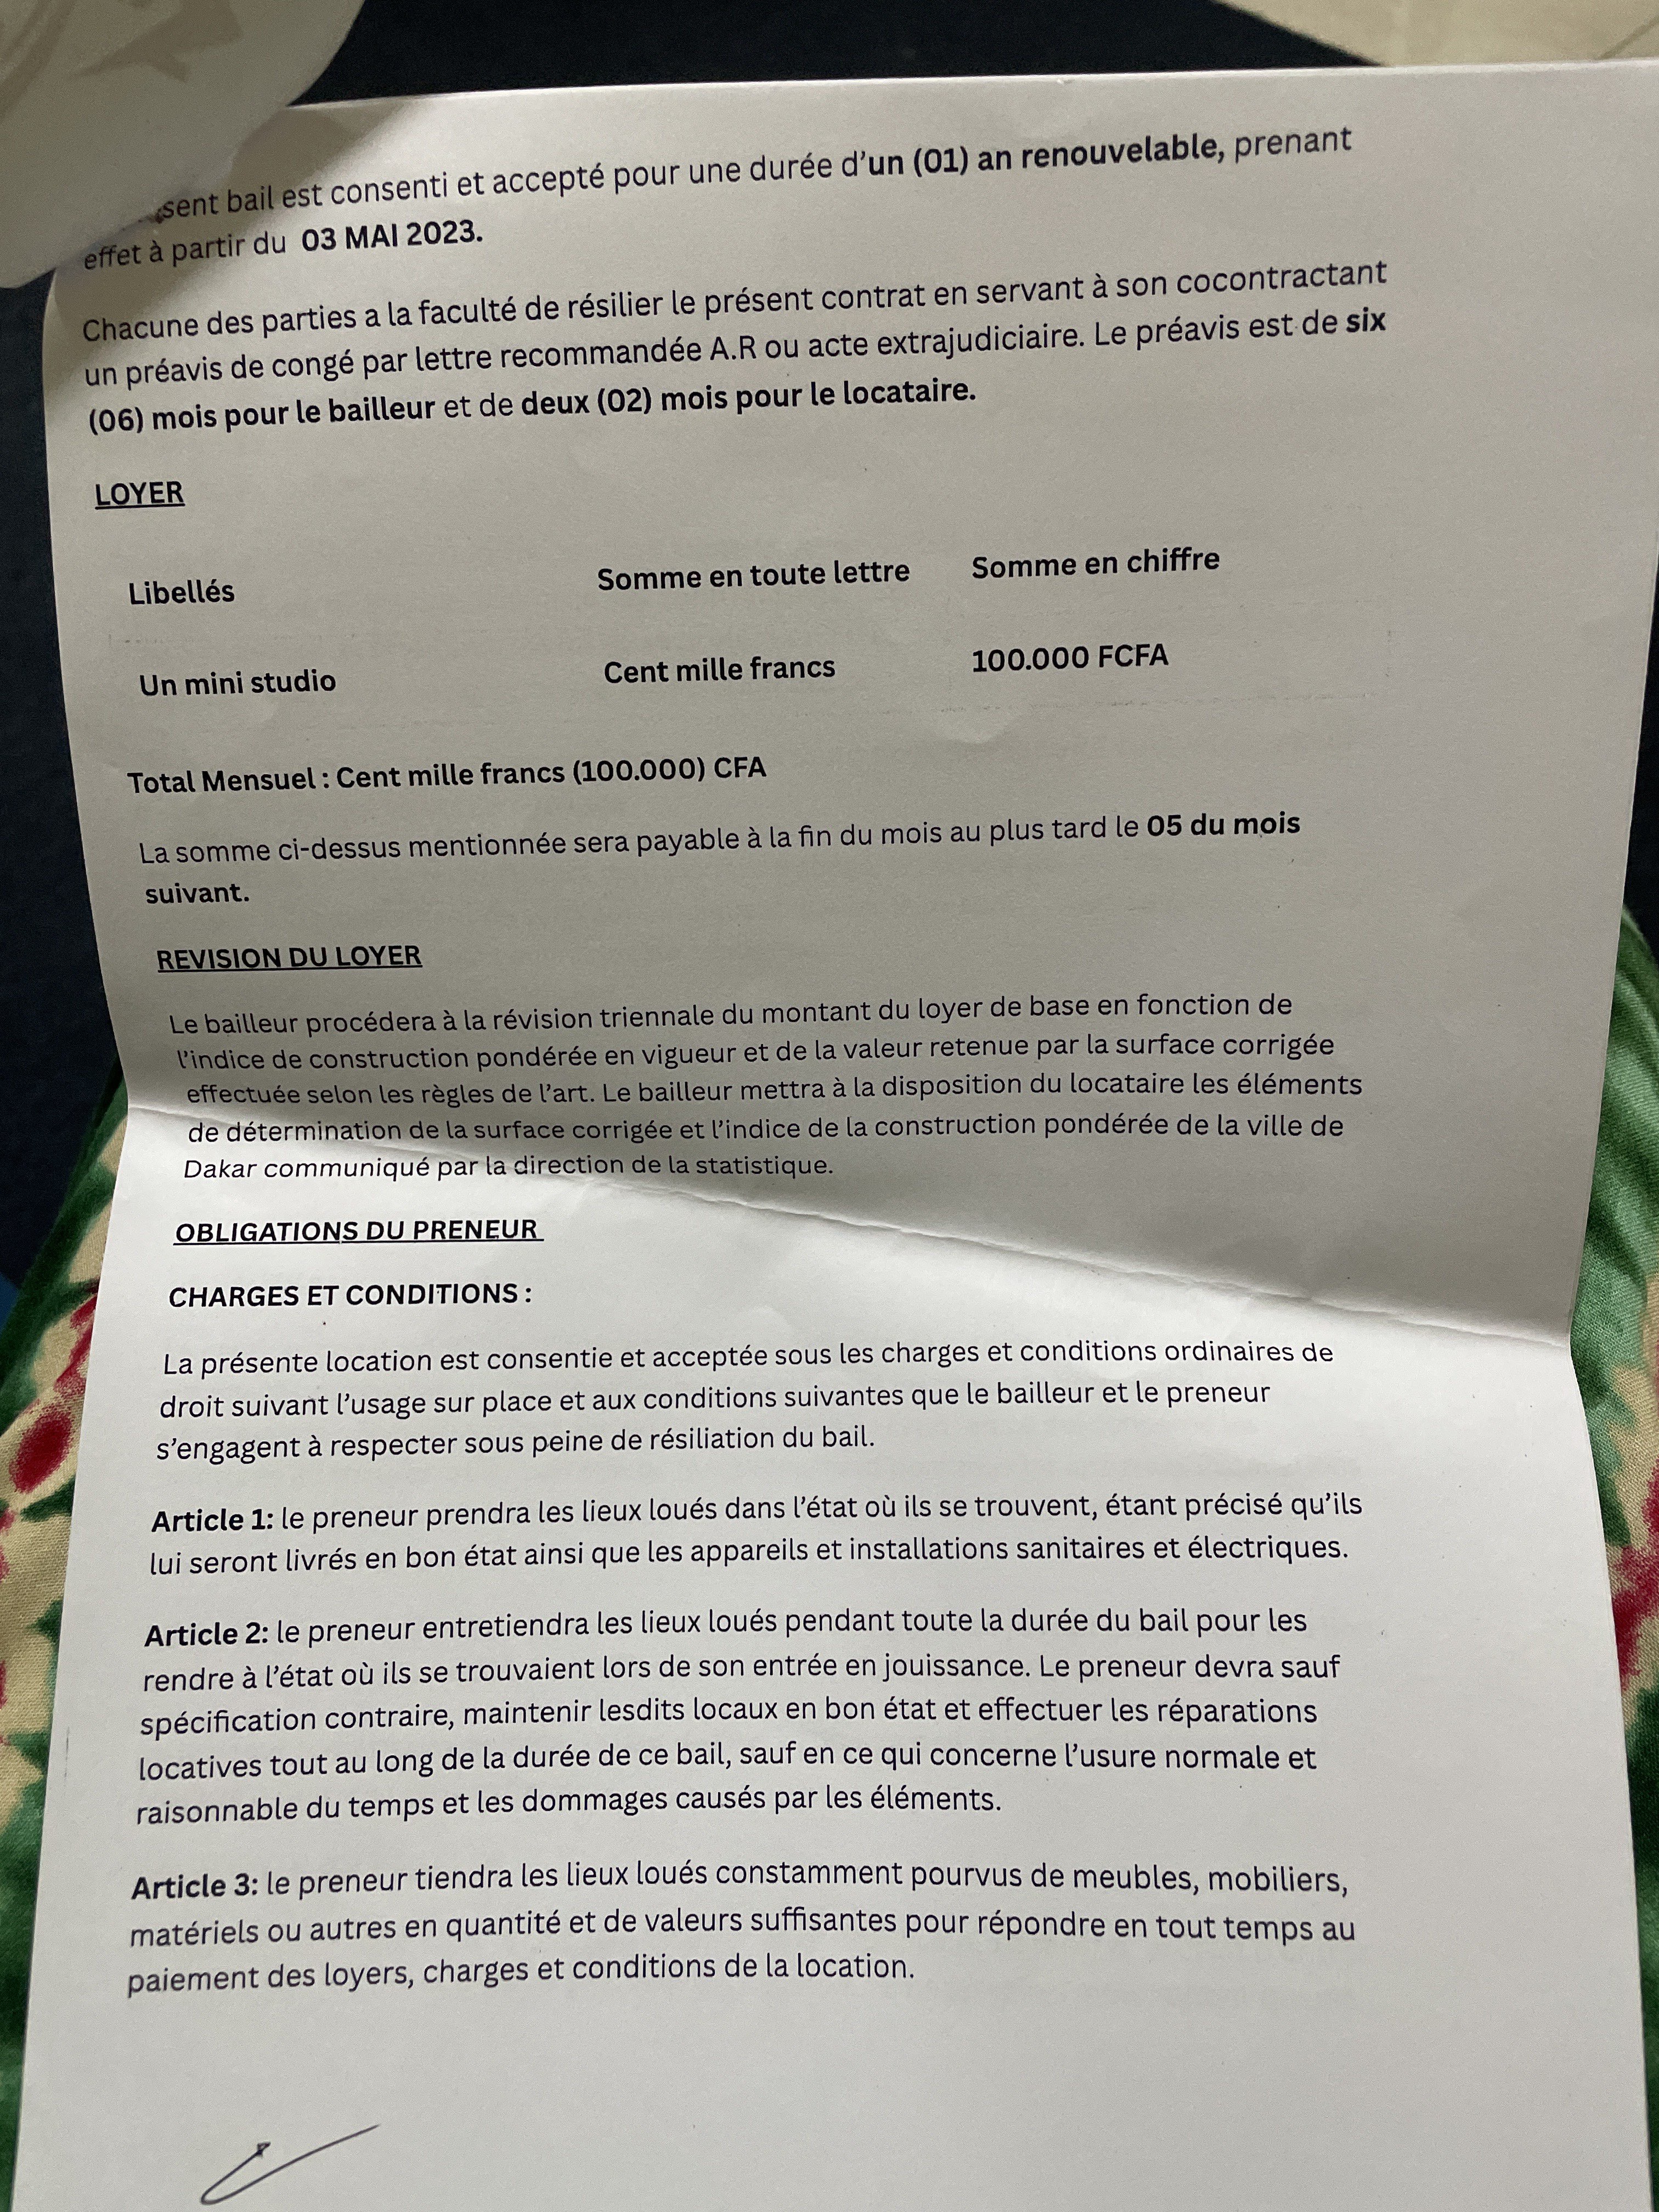 sent bail est consenti et accepté pour une durée d'un (01) an renouvelable, prenant
effet à partir du 03 MAI 2023.
Chacune des parties a la faculté de résilier le présent contrat en servant à son cocontractant
un préavis de congé par lettre recommandée A.R ou acte extrajudiciaire. Le préavis est de six
(06) mois pour le bailleur et de deux (02) mois pour le locataire.
LOYER
Libellés Somme en toute lettre Somme en chiffre
Un mini studio Cent mille francs 100.000 FCFA
Total Mensuel : Cent mille francs (100.000) CFA
La somme ci-dessus mentionnée sera payable à la fin du mois au plus tard le 05 du mois
suivant.
REVISION DU LOYER
Le bailleur procédera à la révision triennale du montant du loyer de base en fonction de
l'indice de construction pondérée en vigueur et de la valeur retenue par la surface corrigée
effectuée selon les règles de l'art. Le bailleur mettra à la disposition du locataire les éléments
de détermination de la surface corrigée et l'indice de la construction pondérée de la ville de
Dakar communiqué par la direction de la statistique.
OBLIGATIONS DU PRENEUR
CHARGES ET CONDITIONS :
La présente location est consentie et acceptée sous les charges et conditions ordinaires de
droit suivant l'usage sur place et aux conditions suivantes que le bailleur et le preneur
s'engagent à respecter sous peine de résiliation du bail.
Article 1: le preneur prendra les lieux loués dans l'état où ils se trouvent, étant précisé qu'ils
lui seront livrés en bon état ainsi que les appareils et installations sanitaires et électriques.
Article 2: le preneur entretiendra les lieux loués pendant toute la durée du bail pour les
rendre à l'état où ils se trouvaient lors de son entrée en jouissance. Le preneur devra sauf
spécification contraire, maintenir lesdits locaux en bon état et effectuer les réparations
locatives tout au long de la durée de ce bail, sauf en ce qui concerne l'usure normale et
raisonnable du temps et les dommages causés par les éléments.
Article 3: le preneur tiendra les lieux loués constamment pourvus de meubles, mobiliers,
matériels ou autres en quantité et de valeurs suffisantes pour répondre en tout temps au
paiement des loyers, charges et conditions de la location.